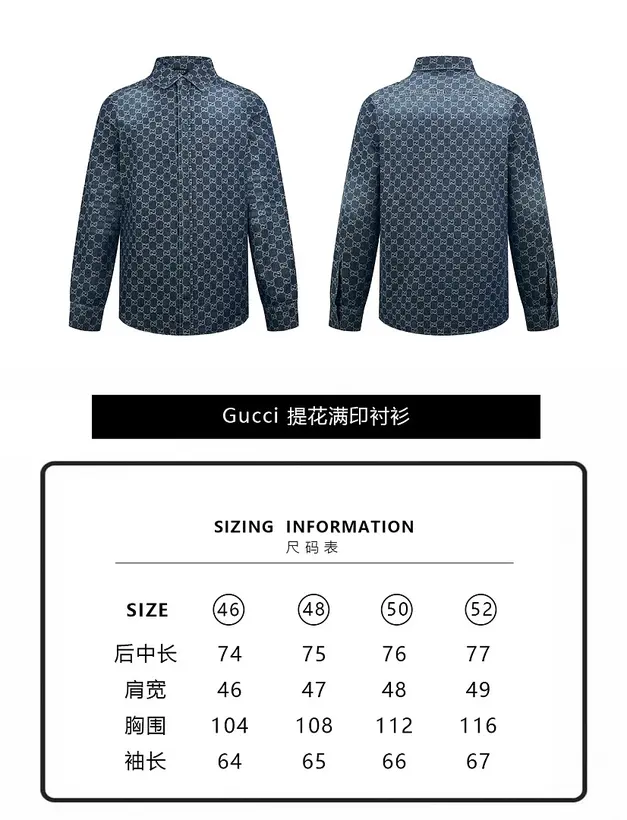 Gucci 提花满印衬衫
SIZING INFORMATION
尺码表
SIZE 46 48 50 52
后中长 74 75 76 77
肩宽 46 47 48 49
胸围 104 108 112 116
袖长 64 65 66 67